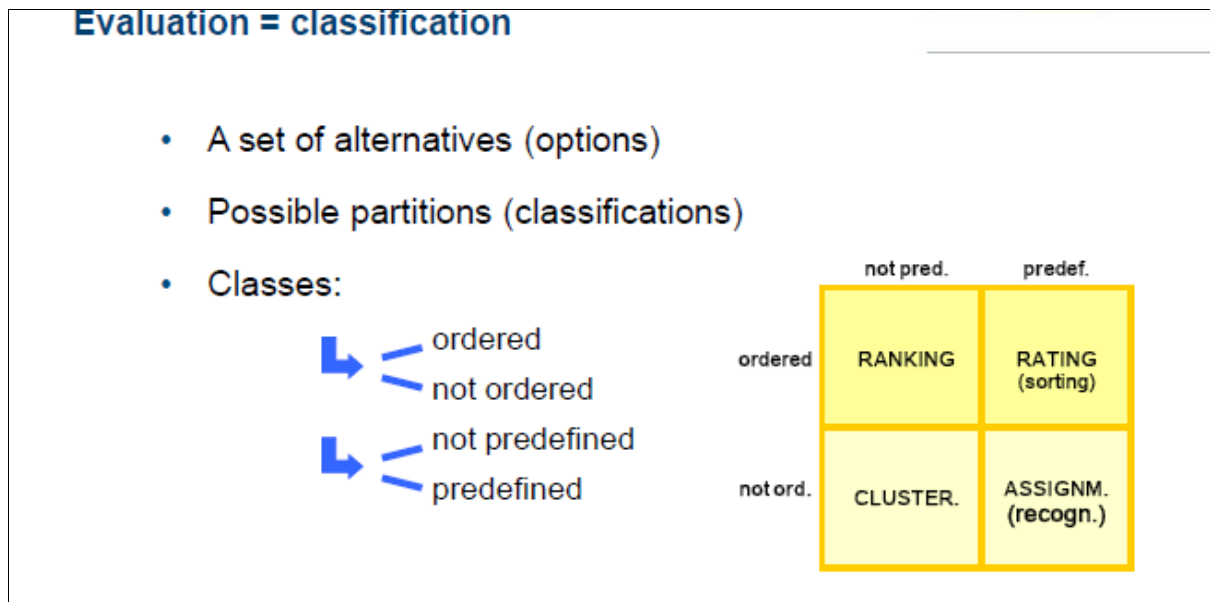 Evaluation = classification
• A set of alternatives (options)
• Possible partitions (classifications)
• Classes:
ordered
not ordered
not predefined
predefined
not pred. predef.
ordered RANKING RATING
(sorting)
not ord. CLUSTER. ASSIGNM.
(recogn.)